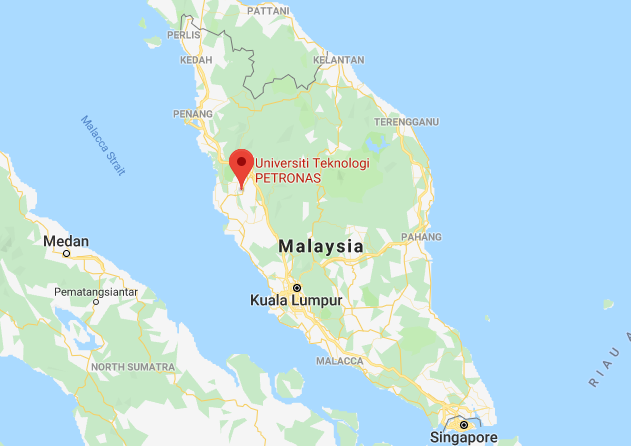 PATTANI
PERLIS
KEDAH
KELANTAN
PENANG
TERENGGANU
Malacca Strait
Universiti Teknologi
PETRONAS
Medan
PAHANG
Malaysia
Pematangsiantar
Kuala Lumpur
MALACCA
NORTH SUMATRA
RIAU A
Singapore